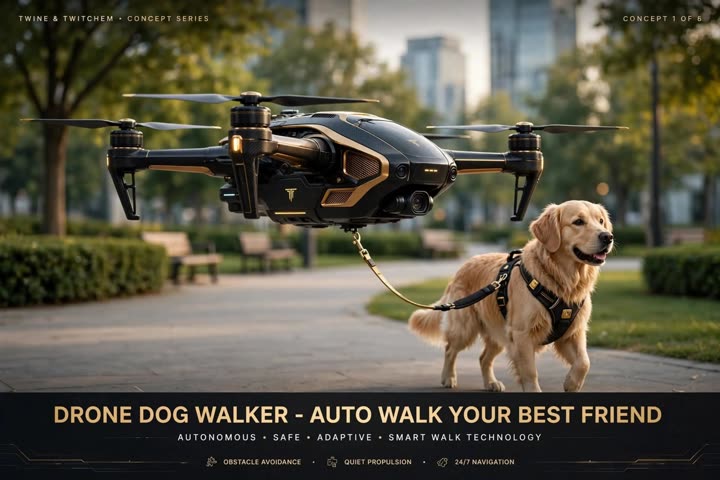 TWINE & TWITCHEM • CONCEPT SERIES
CONCEPT 1 OF 6
DRONE DOG WALKER - AUTO WALK YOUR BEST FRIEND
AUTONOMOUS • SAFE • ADAPTIVE • SMART WALK TECHNOLOGY
OBSTACLE AVOIDANCE • QUIET PROPULSION • 24/7 NAVIGATION